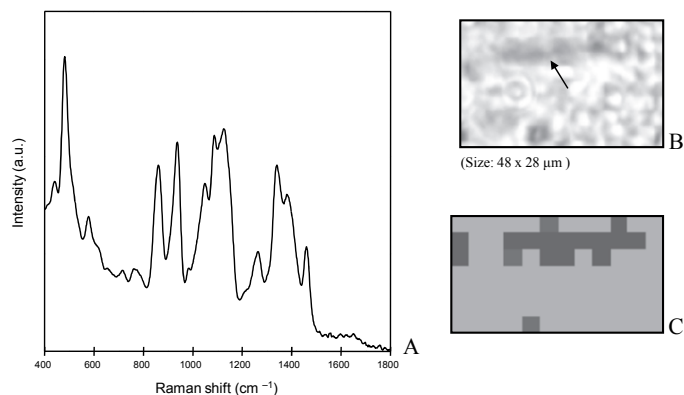 Intensity (a.u.)
400 600 800 1000 1200 1400 1600 1800
Raman shift (cm⁻¹)
A
B
(Size: 48 x 28 µm )
C